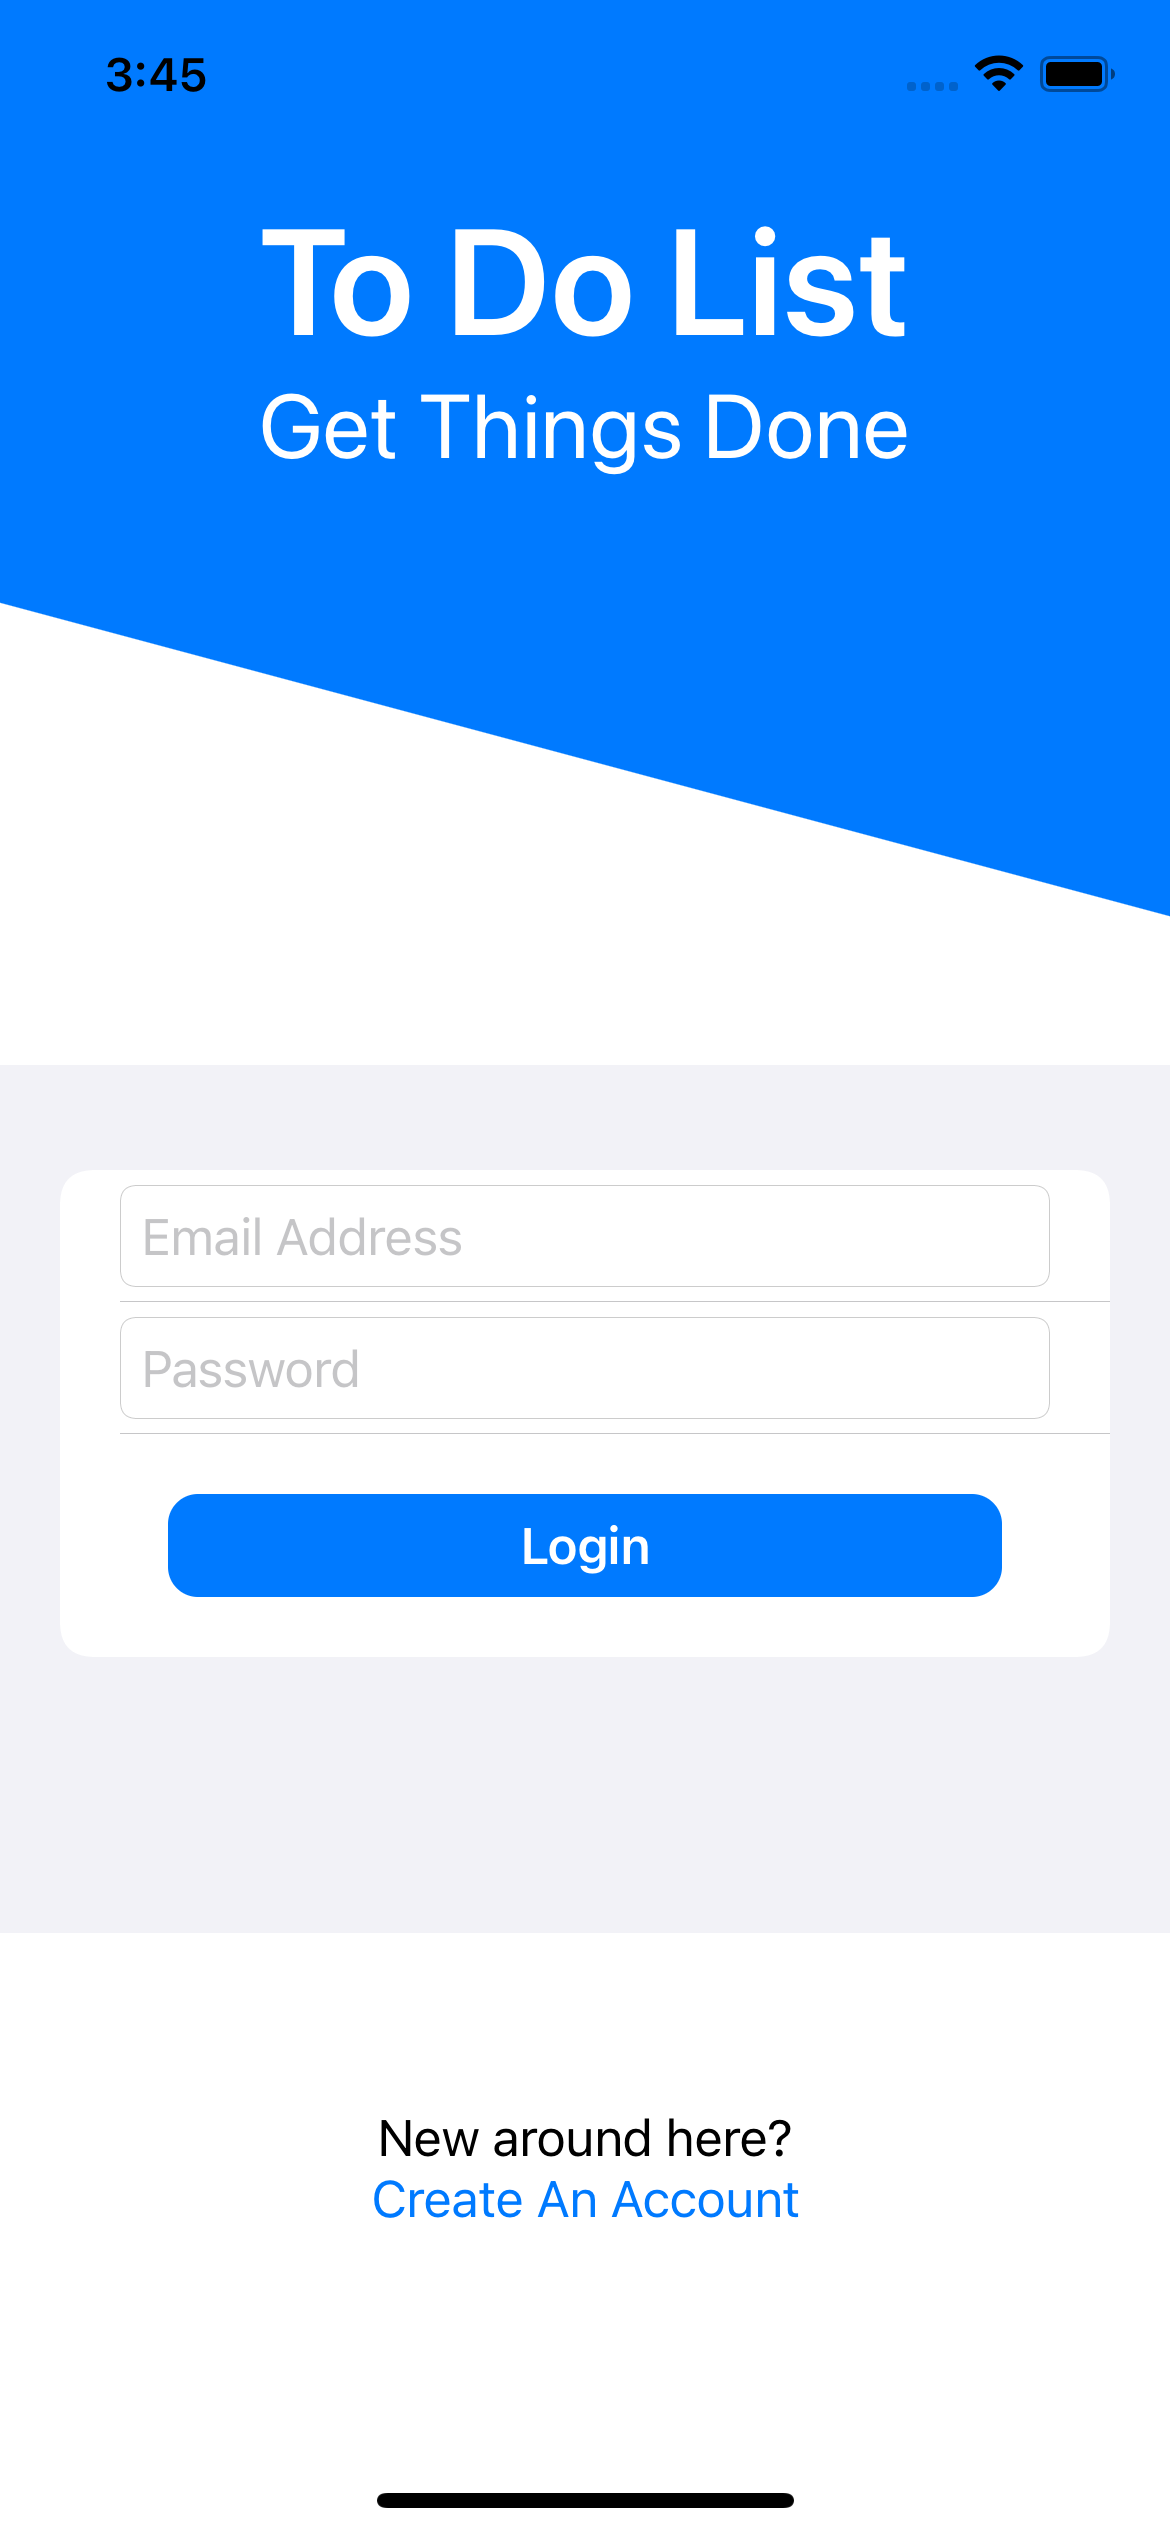 3:45
To Do List
Get Things Done
Email Address
Password
Login
New around here?
Create An Account